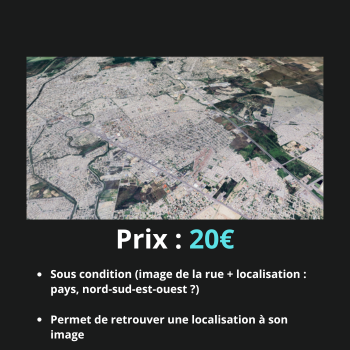 Prix : 20€
• Sous condition (image de la rue + localisation :
pays, nord-sud-est-ouest ?)
• Permet de retrouver une localisation à son
image